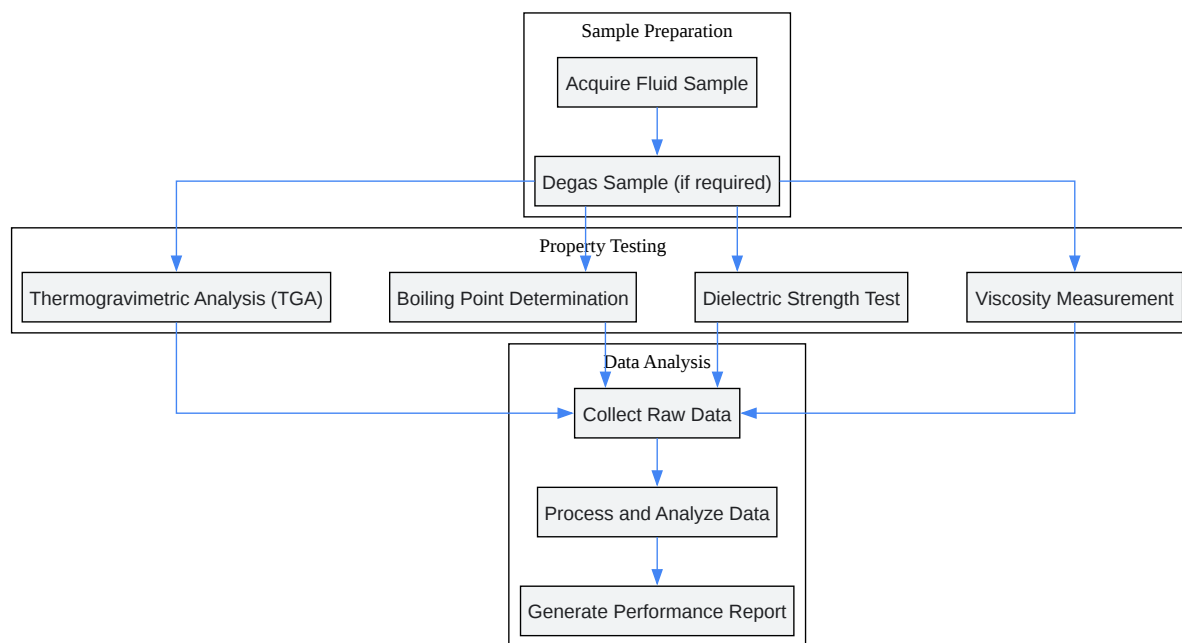 Sample Preparation
Acquire Fluid Sample
Degas Sample (if required)
Property Testing
Thermogravimetric Analysis (TGA)
Boiling Point Determination
Dielectric Strength Test
Viscosity Measurement
Data Analysis
Collect Raw Data
Process and Analyze Data
Generate Performance Report